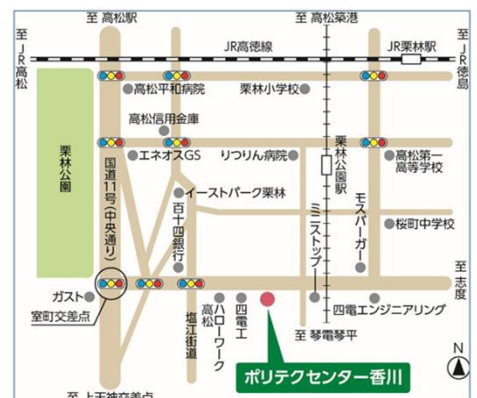 至 高松駅
至 高松築港
至JR高松
JR高徳線
JR栗林駅
至JR徳島
高松平和病院
栗林小学校
高松信用金庫
エネオスGS
りつりん病院
栗林公園駅
高松第一
高等学校
栗林公園
国道11号(中央通り)
イーストパーク栗林
百十四銀行
ミニストップ
モスバーガー
桜町中学校
至 志度
ガスト
室町交差点
塩江街道
ハローワーク
高松
四電工
四電エンジニアリング
至 琴電琴平
N
ポリテクセンター香川
至 上天神交差点